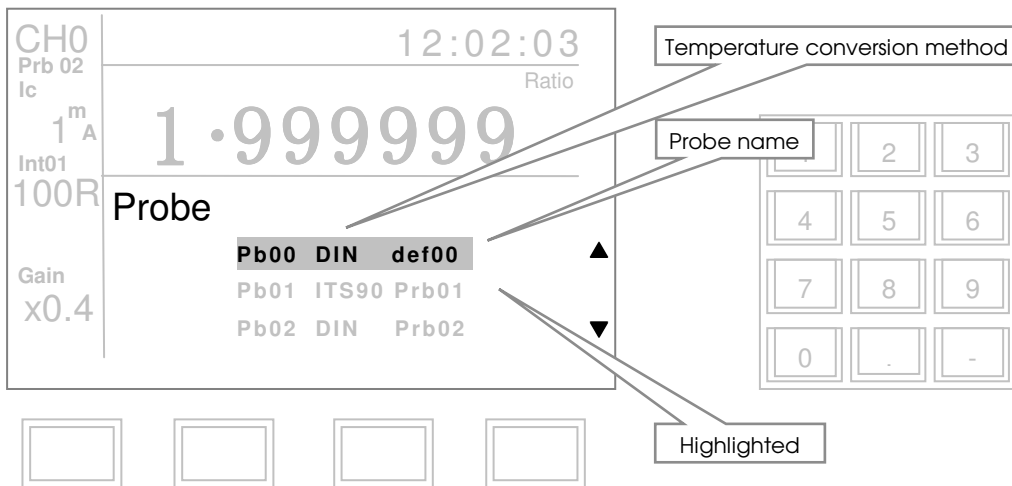 CH0
12:02:03
Prb 02
Ratio
Ic
1 m A
1.999999
Int01
100R
Probe
Pb00 DIN def00
Pb01 ITS90 Prb01
Pb02 DIN Prb02
Gain
x0.4
Temperature conversion method
Probe name
Highlighted
2 3
4 5 6
7 8 9
0 . -